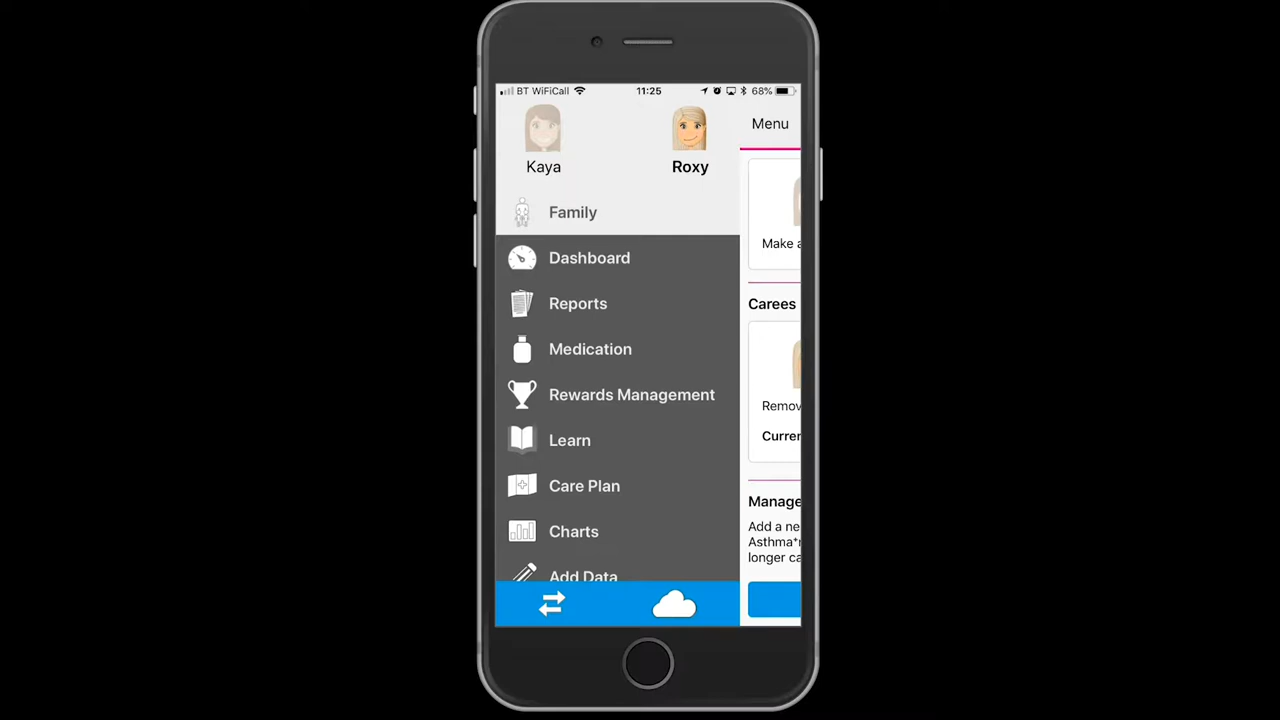 BT WiFiCall 11:25 68%
Kaya
Roxy
Menu
Family
Make a
Dashboard
Reports
Carees
Medication
Rewards Management
Remov
Learn
Curren
Care Plan
Manage
Charts
Add a ne
Asthma*
longer ca
Add Data